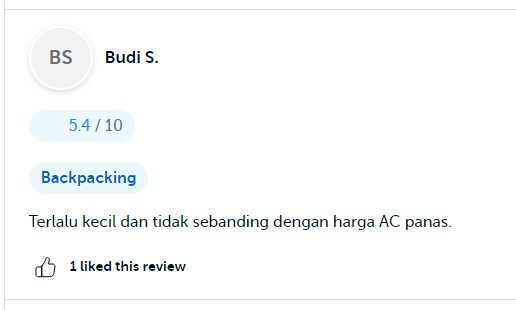 BS
Budi S.
5.4 / 10
Backpacking
Terlalu kecil dan tidak sebanding dengan harga AC panas.
1 liked this review